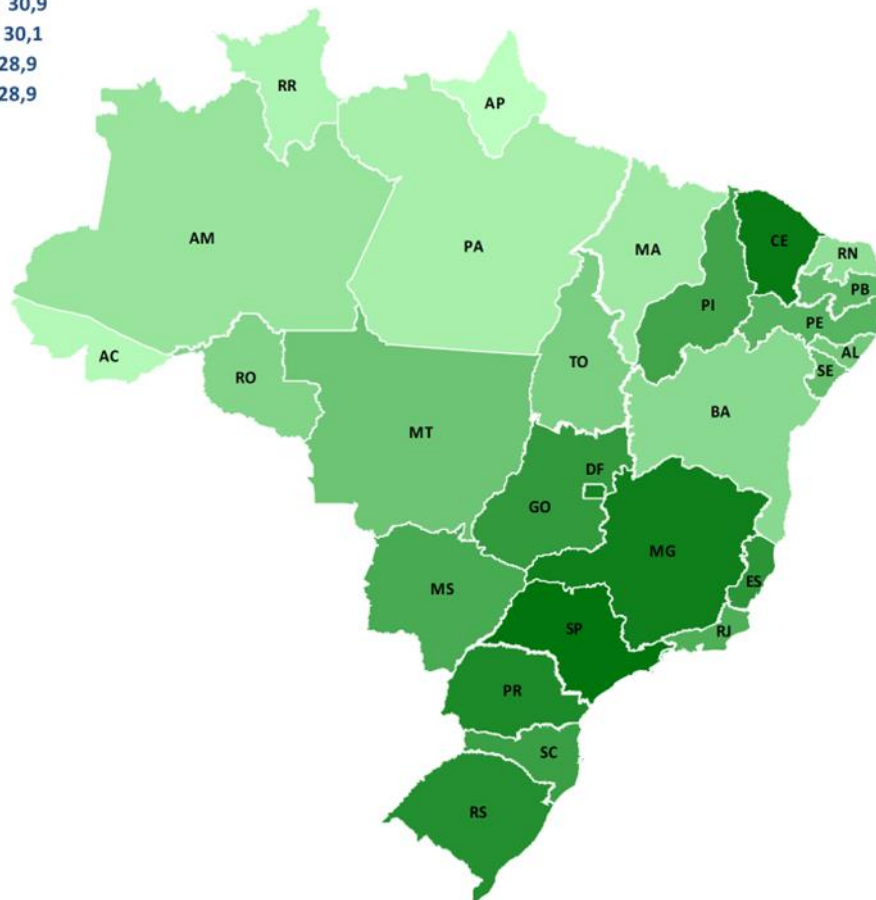 30,9
30,1
28,9
28,9
RR
AP
AM
PA
MA
CE
RN
PB
PI
PE
AC
AL
TO
SE
RO
BA
MT
DF
GO
MG
ES
MS
SP
RJ
PR
SC
RS